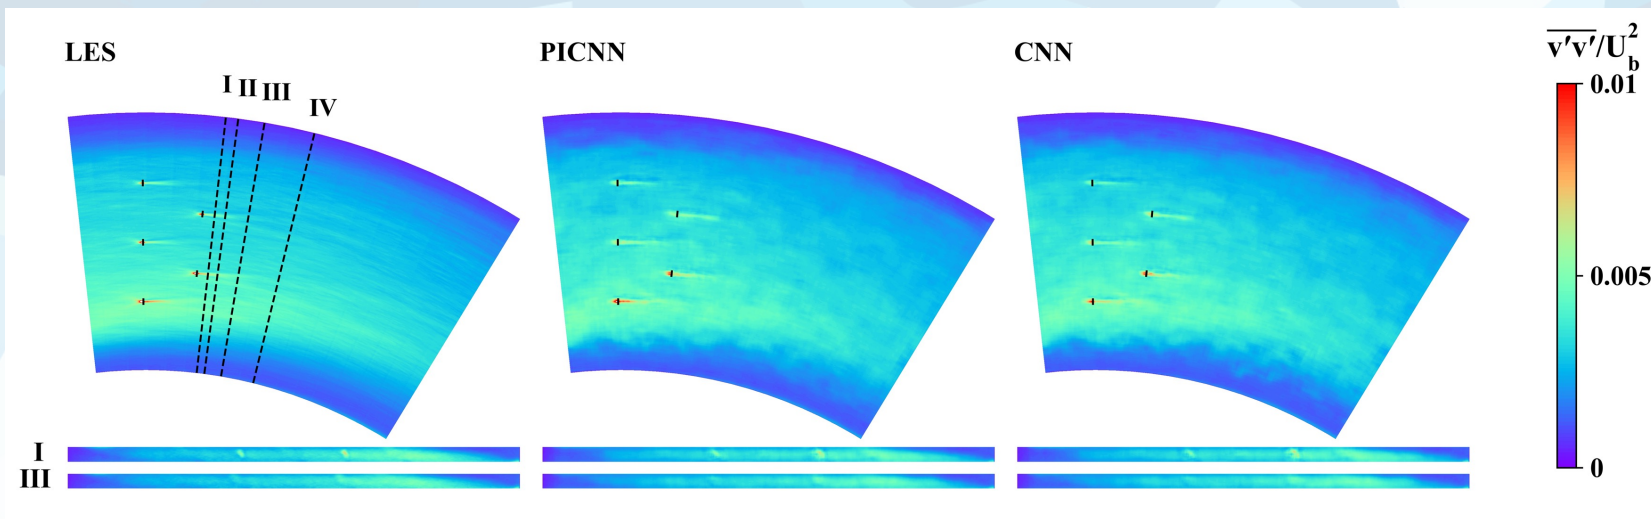 LES
PICNN
CNN
v′v′/U_b^2
I II III IV
0.01
0.005
0
I
III